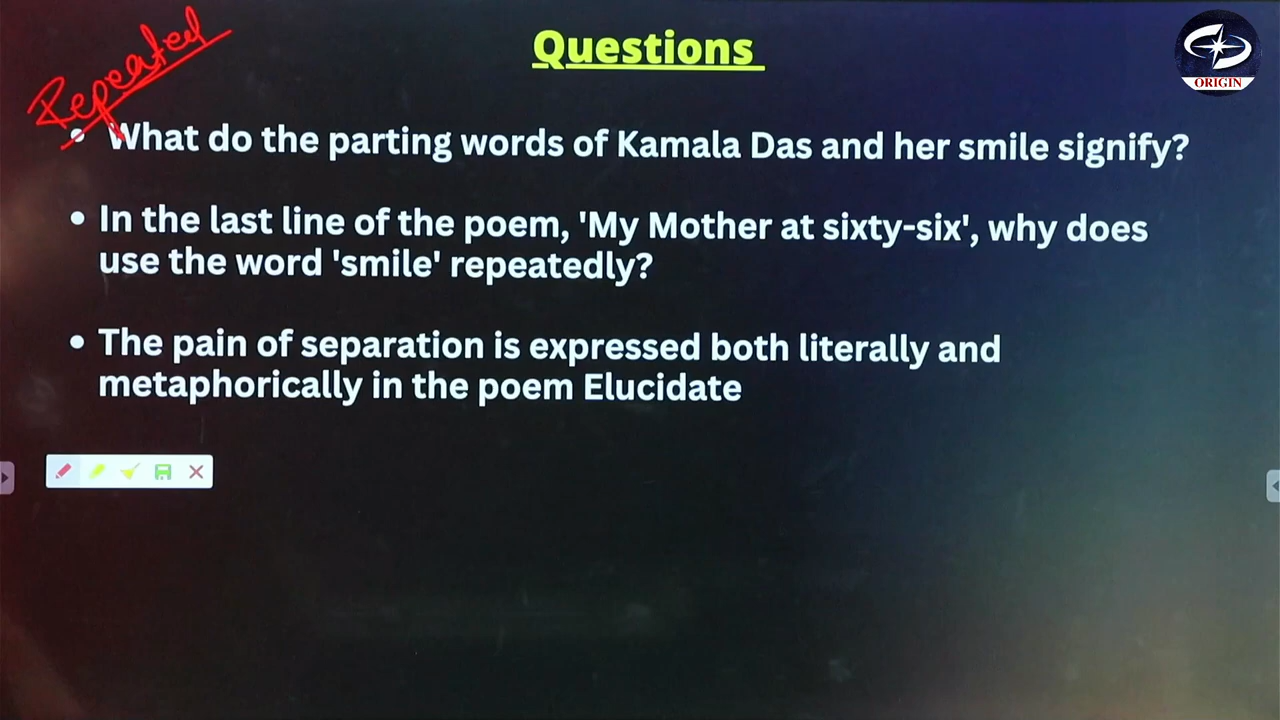 Questions
ORIGIN
Repeated
• What do the parting words of Kamala Das and her smile signify?
• In the last line of the poem, 'My Mother at sixty-six', why does
use the word 'smile' repeatedly?
• The pain of separation is expressed both literally and
metaphorically in the poem Elucidate